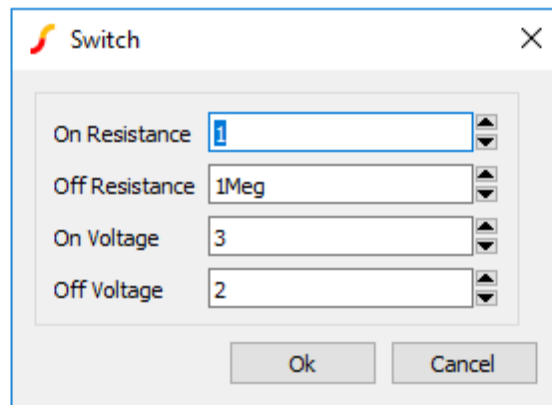 Switch
On Resistance 1
Off Resistance 1Meg
On Voltage 3
Off Voltage 2
Ok Cancel